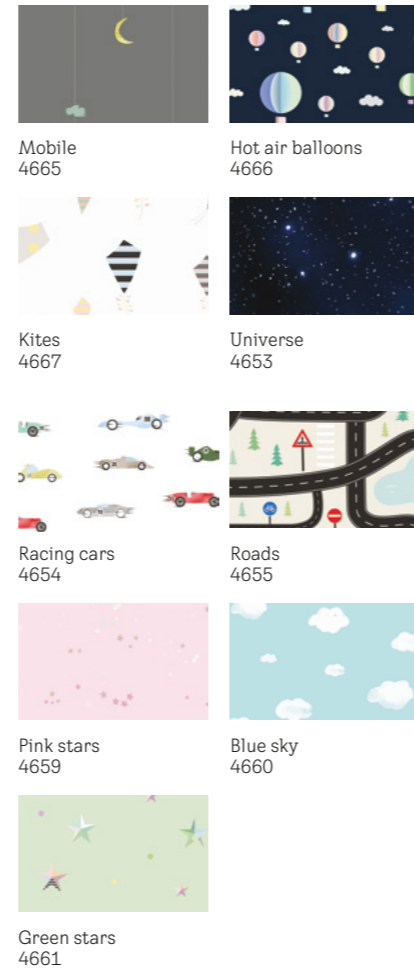 Mobile
4665
Hot air balloons
4666
Kites
4667
Universe
4653
Racing cars
4654
Roads
4655
Pink stars
4659
Blue sky
4660
Green stars
4661